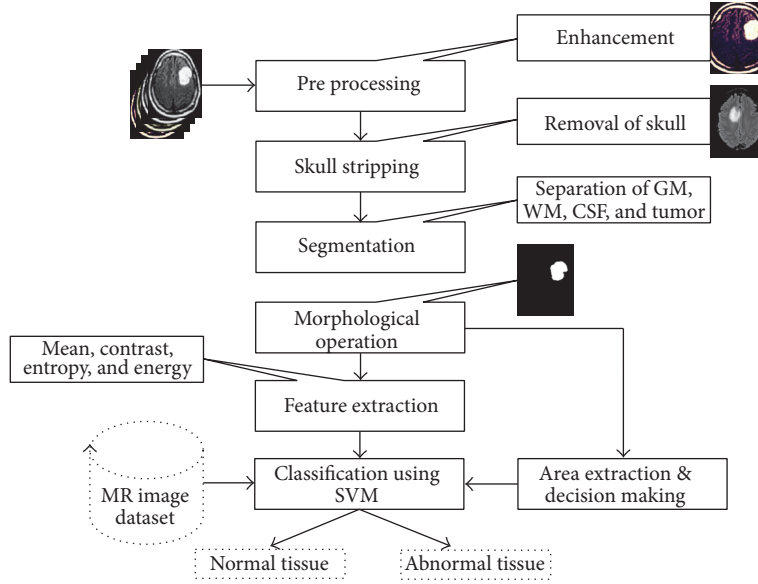 Enhancement
Pre processing
Removal of skull
Skull stripping
Separation of GM,
WM, CSF, and tumor
Segmentation
Morphological
operation
Mean, contrast,
entropy, and energy
Feature extraction
MR image
dataset
Classification using
SVM
Area extraction &
decision making
Normal tissue
Abnormal tissue